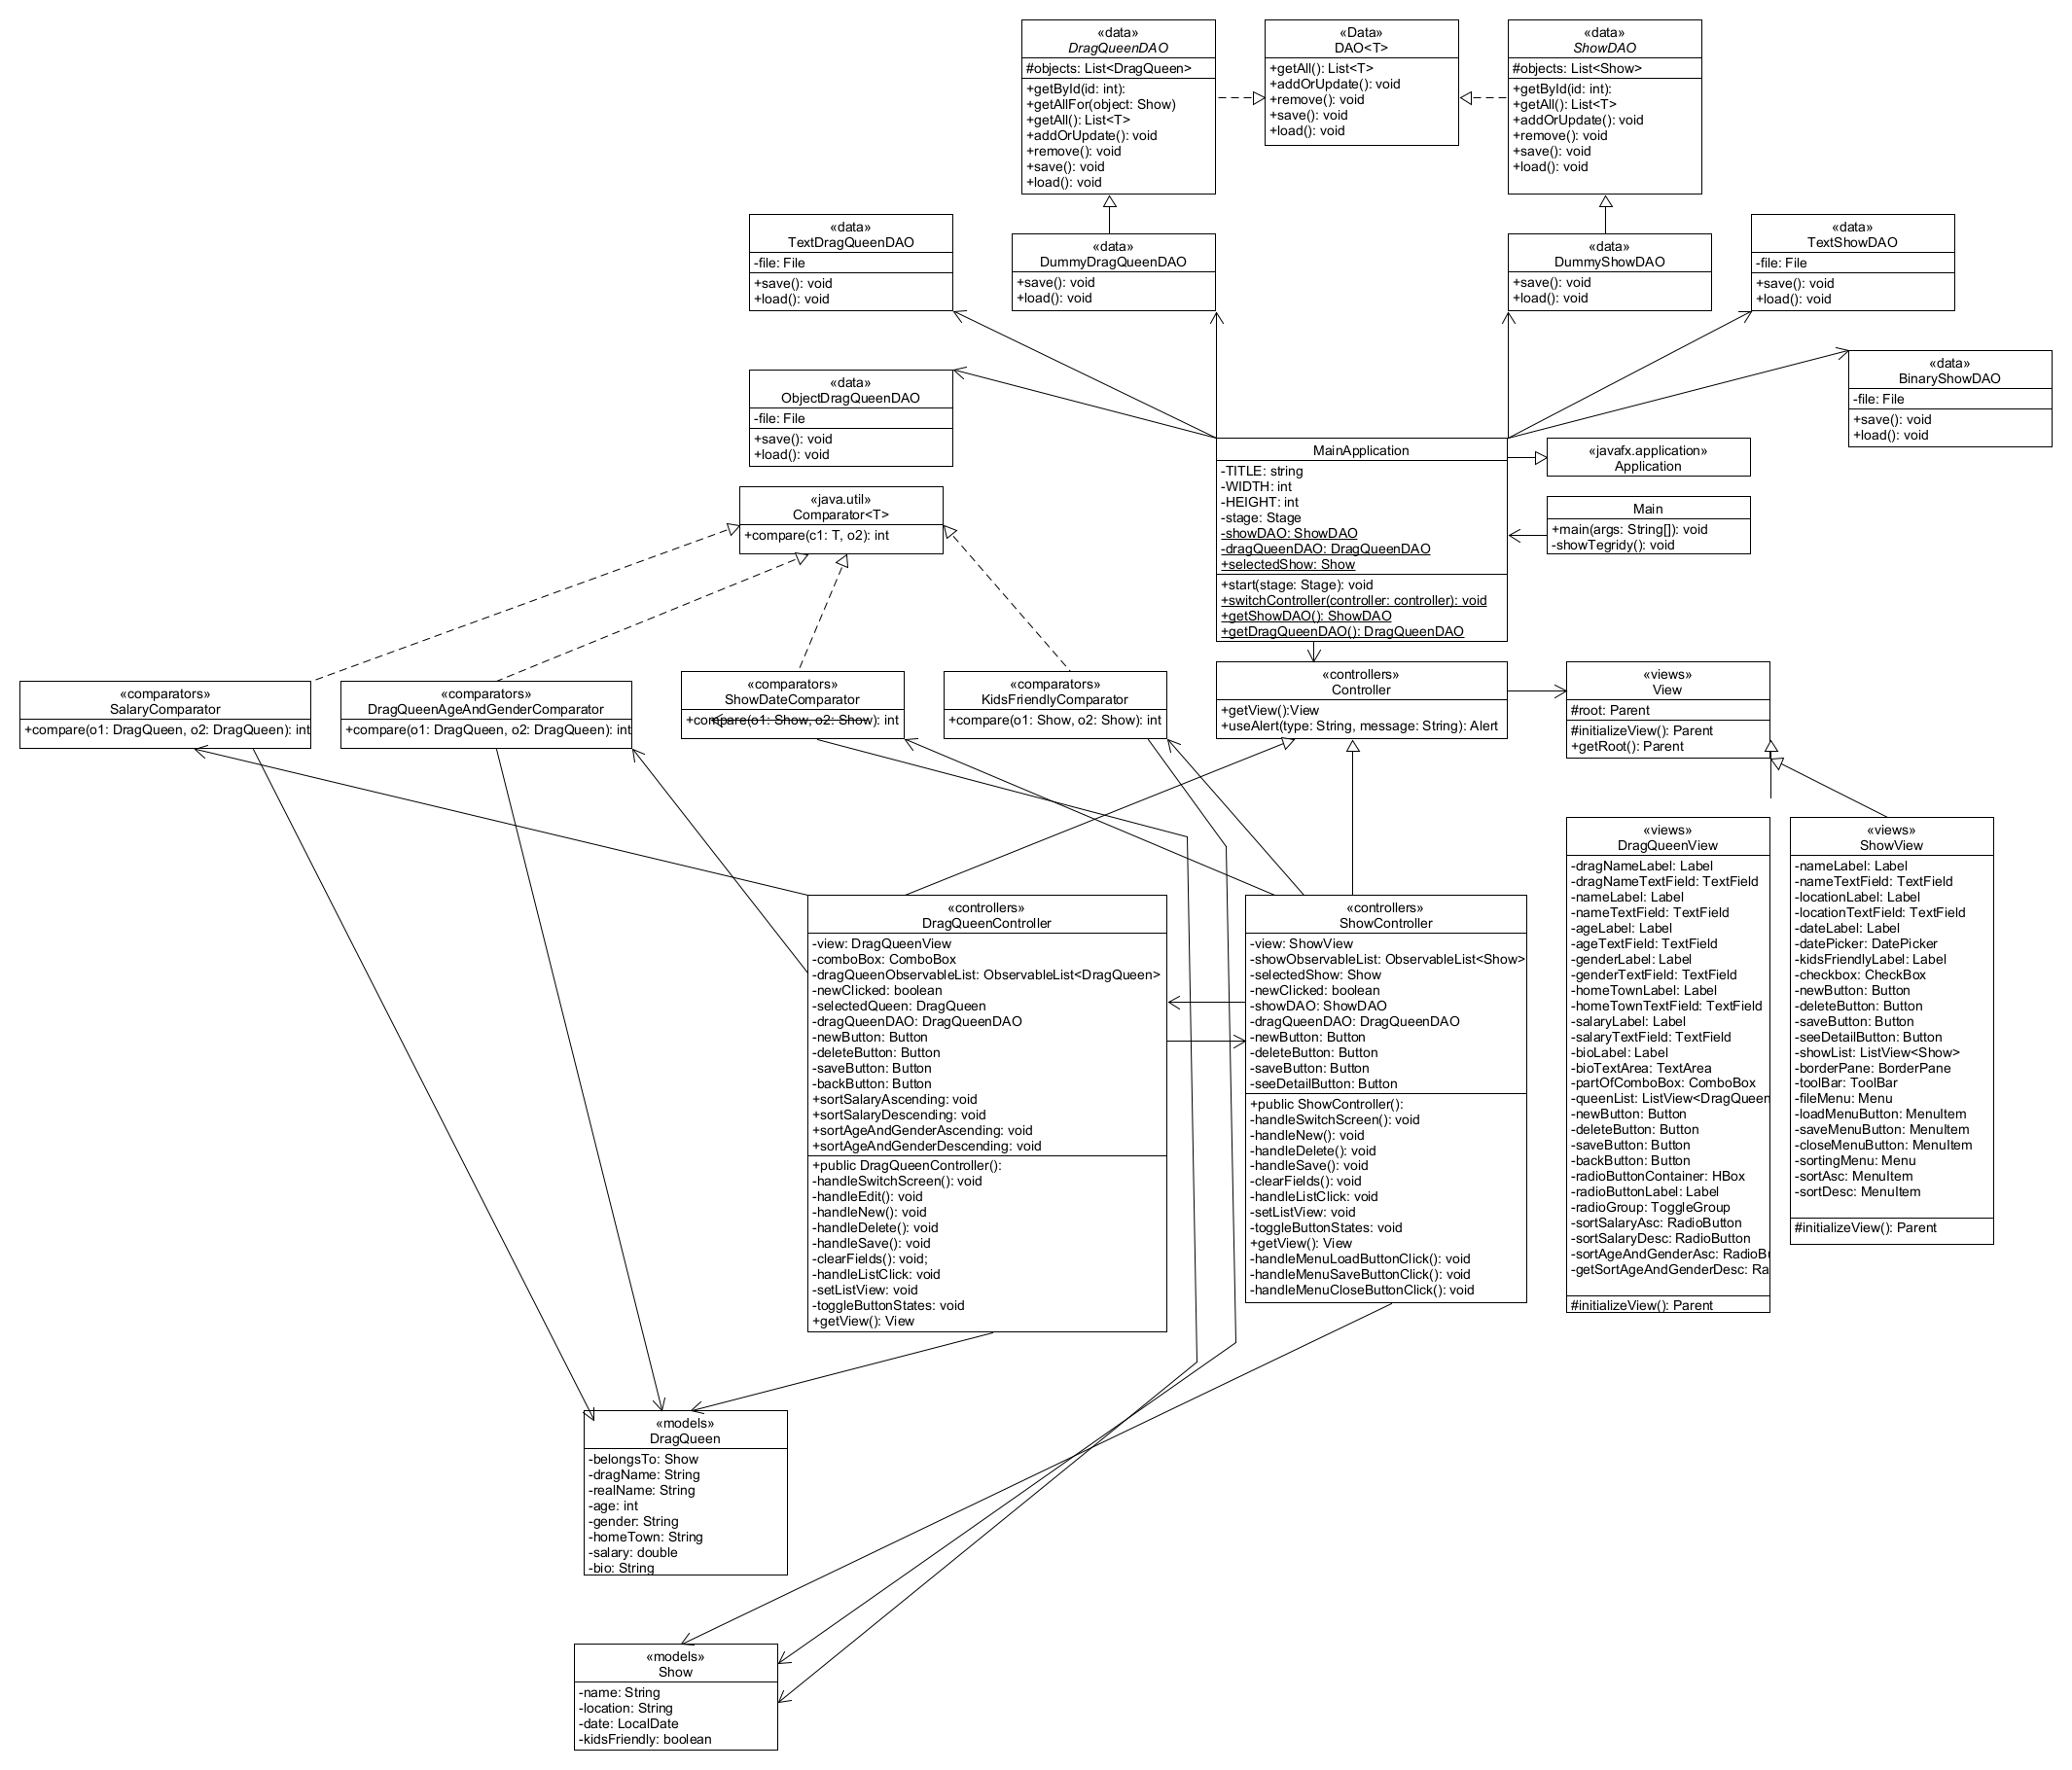 «data»
DragQueenDAO
#objects: List<DragQueen>
+getById(id: int):
+getAllFor(object: Show)
+getAll(): List<T>
+addOrUpdate(): void
+remove(): void
+save(): void
+load(): void
«Data»
DAO<T>
+getAll(): List<T>
+addOrUpdate(): void
+remove(): void
+save(): void
+load(): void
«data»
ShowDAO
#objects: List<Show>
+getById(id: int):
+getAll(): List<T>
+addOrUpdate(): void
+remove(): void
+save(): void
+load(): void
«data»
TextDragQueenDAO
-file: File
+save(): void
+load(): void
«data»
DummyDragQueenDAO
+save(): void
+load(): void
«data»
DummyShowDAO
+save(): void
+load(): void
«data»
TextShowDAO
-file: File
+save(): void
+load(): void
«data»
ObjectDragQueenDAO
-file: File
+save(): void
+load(): void
«data»
BinaryShowDAO
-file: File
+save(): void
+load(): void
MainApplication
-TITLE: string
-WIDTH: int
-HEIGHT: int
-stage: Stage
-showDAO: ShowDAO
-dragQueenDAO: DragQueenDAO
+selectedShow: Show
+start(stage: Stage): void
+switchController(controller: controller): void
+getShowDAO(): ShowDAO
+getDragQueenDAO(): DragQueenDAO
«javafx.application»
Application
Main
+main(args: String[]): void
-showTegridy(): void
«java.util»
Comparator<T>
+compare(c1: T, o2): int
«comparators»
SalaryComparator
+compare(o1: DragQueen, o2: DragQueen): int
«comparators»
DragQueenAgeAndGenderComparator
+compare(o1: DragQueen, o2: DragQueen): int
«comparators»
ShowDateComparator
+compare(o1: Show, o2: Show): int
«comparators»
KidsFriendlyComparator
+compare(o1: Show, o2: Show): int
«controllers»
Controller
+getView():View
+useAlert(type: String, message: String): Alert
«views»
View
#root: Parent
#initializeView(): Parent
+getRoot(): Parent
«controllers»
DragQueenController
-view: DragQueenView
-comboBox: ComboBox
-dragQueenObservableList: ObservableList<DragQueen>
-newClicked: boolean
-selectedQueen: DragQueen
-dragQueenDAO: DragQueenDAO
-newButton: Button
-deleteButton: Button
-saveButton: Button
-backButton: Button
+sortSalaryAscending: void
+sortSalaryDescending: void
+sortAgeAndGenderAscending: void
+sortAgeAndGenderDescending: void
+public DragQueenController():
-handleSwitchScreen(): void
-handleEdit(): void
-handleNew(): void
-handleDelete(): void
-handleSave(): void
-clearFields(): void;
-handleListClick: void
-setListView: void
-toggleButtonStates: void
+getView(): View
«controllers»
ShowController
-view: ShowView
-showObservableList: ObservableList<Show>
-selectedShow: Show
-newClicked: boolean
-showDAO: ShowDAO
-dragQueenDAO: DragQueenDAO
-newButton: Button
-deleteButton: Button
-saveButton: Button
-seeDetailButton: Button
+public ShowController():
-handleSwitchScreen(): void
-handleNew(): void
-handleDelete(): void
-handleSave(): void
-clearFields(): void
-handleListClick: void
-setListView: void
-toggleButtonStates: void
+getView(): View
-handleMenuLoadButtonClick(): void
-handleMenuSaveButtonClick(): void
-handleMenuCloseButtonClick(): void
«views»
DragQueenView
-dragNameLabel: Label
-dragNameTextField: TextField
-nameLabel: Label
-nameTextField: TextField
-ageLabel: Label
-ageTextField: TextField
-genderLabel: Label
-genderTextField: TextField
-homeTownLabel: Label
-homeTownTextField: TextField
-salaryLabel: Label
-salaryTextField: TextField
-bioLabel: Label
-bioTextArea: TextArea
-partOfComboBox: ComboBox
-queenList: ListView<DragQueen
-newButton: Button
-deleteButton: Button
-saveButton: Button
-backButton: Button
-radioButtonContainer: HBox
-radioButtonLabel: Label
-radioGroup: ToggleGroup
-sortSalaryAsc: RadioButton
-sortSalaryDesc: RadioButton
-sortAgeAndGenderAsc: RadioBu
-getSortAgeAndGenderDesc: Ra
#initializeView(): Parent
«views»
ShowView
-nameLabel: Label
-nameTextField: TextField
-locationLabel: Label
-locationTextField: TextField
-dateLabel: Label
-datePicker: DatePicker
-kidsFriendlyLabel: Label
-checkbox: CheckBox
-newButton: Button
-deleteButton: Button
-saveButton: Button
-seeDetailButton: Button
-showList: ListView<Show>
-borderPane: BorderPane
-toolBar: ToolBar
-fileMenu: Menu
-loadMenuButton: MenuItem
-saveMenuButton: MenuItem
-closeMenuButton: MenuItem
-sortingMenu: Menu
-sortAsc: MenuItem
-sortDesc: MenuItem
#initializeView(): Parent
«models»
DragQueen
-belongsTo: Show
-dragName: String
-realName: String
-age: int
-gender: String
-homeTown: String
-salary: double
-bio: String
«models»
Show
-name: String
-location: String
-date: LocalDate
-kidsFriendly: boolean